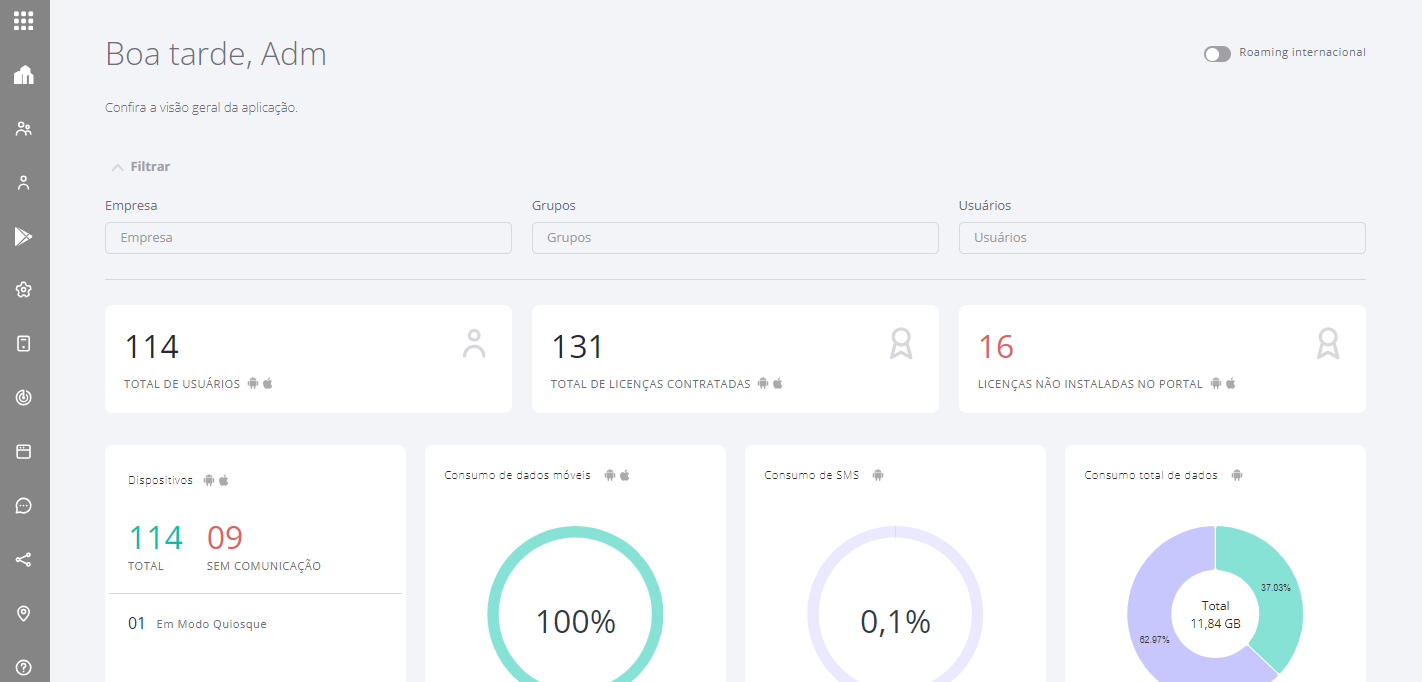 Boa tarde, Adm
Roaming internacional
Confira a visão geral da aplicação.
Filtrar
Empresa
Grupos
Usuários
Empresa
Grupos
Usuários
114
TOTAL DE USUÁRIOS
131
TOTAL DE LICENÇAS CONTRATADAS
16
LICENÇAS NÃO INSTALADAS NO PORTAL
Dispositivos
114
TOTAL
09
SEM COMUNICAÇÃO
01 Em Modo Quiosque
Consumo de dados móveis
100%
Consumo de SMS
0,1%
Consumo total de dados
37.03%
Total
11,84 GB
62.97%